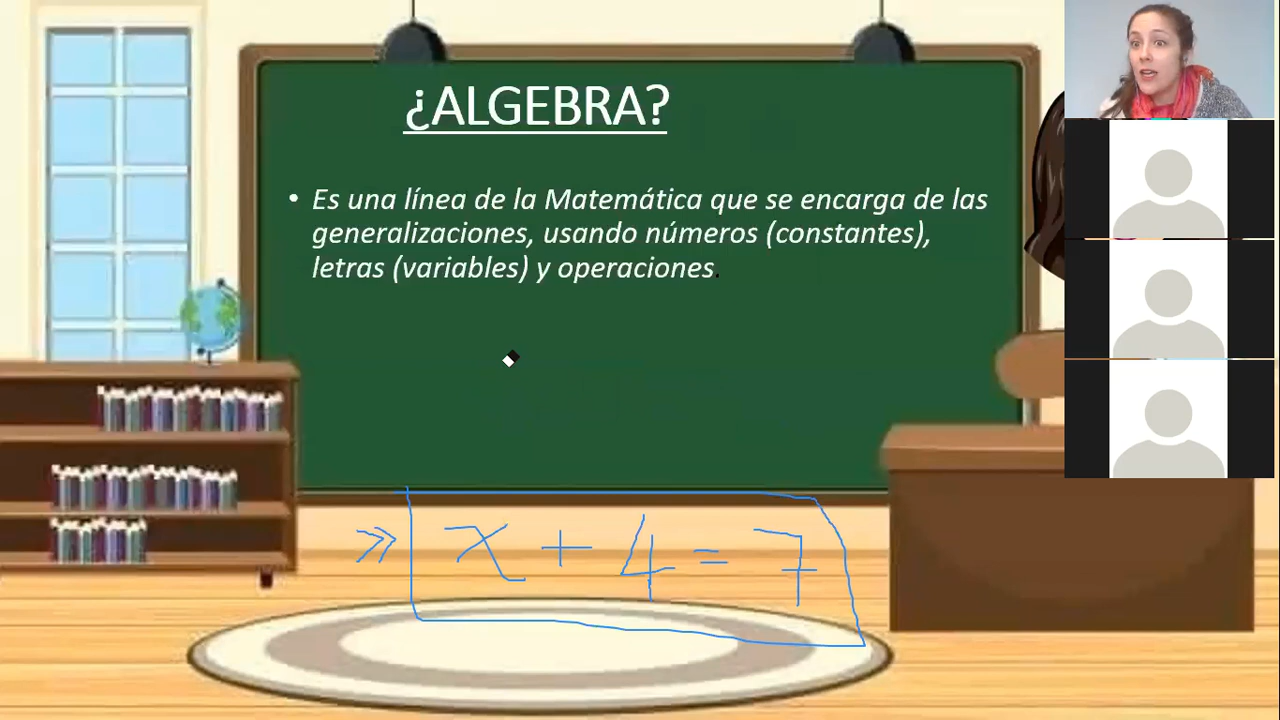 ¿ALGEBRA?
• Es una línea de la Matemática que se encarga de las
generalizaciones, usando números (constantes),
letras (variables) y operaciones.
>> x + 4 = 7